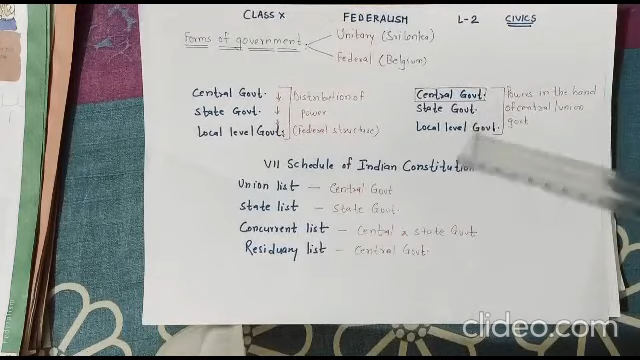 CLASS X FEDERALISM L-2 CIVICS
Forms of government
Unitary (Srilanka)
Federal (Belgium)
Central Govt.
State Govt.
Local level Govt.
Distribution of
power
(Federal structure)
Central Govt.
State Govt.
Local level Govt.
Powers in the hand
of central/union
govt
VII Schedule of Indian Constitution
Union list – Central Govt
State list – State Govt.
Concurrent list – Central & State Govt
Residuary list – Central Govt.
clideo.com